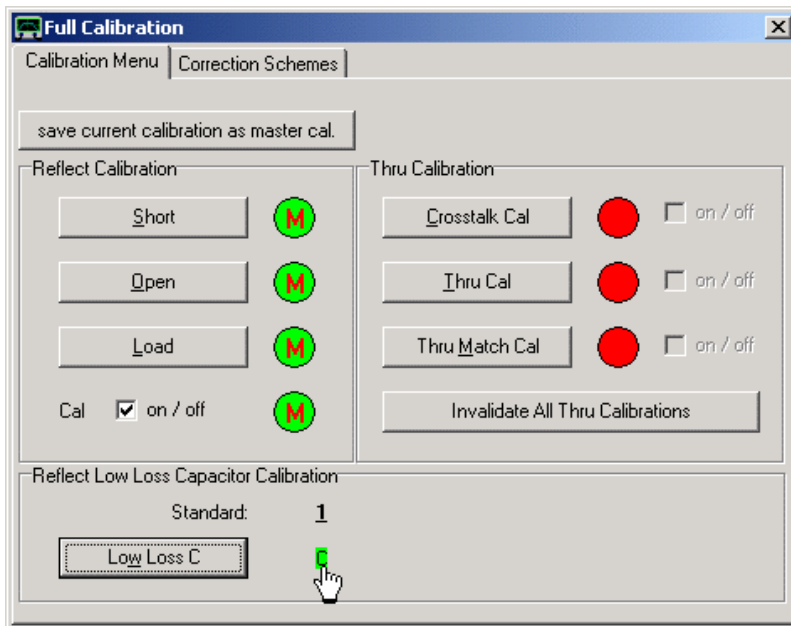 Full Calibration
Calibration Menu Correction Schemes
save current calibration as master cal.
Reflect Calibration
Short M
Open M
Load M
Cal on / off M
Thru Calibration
Crosstalk Cal on / off
Thru Cal on / off
Thru Match Cal on / off
Invalidate All Thru Calibrations
Reflect Low Loss Capacitor Calibration
Standard: 1
Low Loss C C